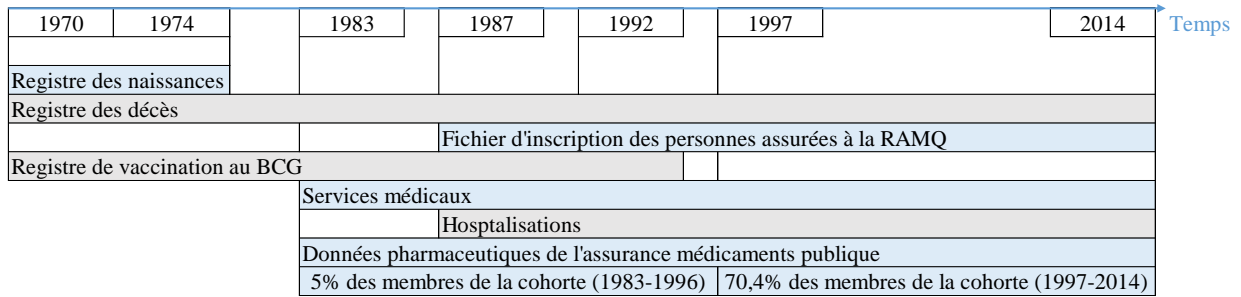 1970 1974 1983 1987 1992 1997 2014 Temps
Registre des naissances
Registre des décès
Fichier d'inscription des personnes assurées à la RAMQ
Registre de vaccination au BCG
Services médicaux
Hosptalisations
Données pharmaceutiques de l'assurance médicaments publique
5% des membres de la cohorte (1983-1996) 70,4% des membres de la cohorte (1997-2014)